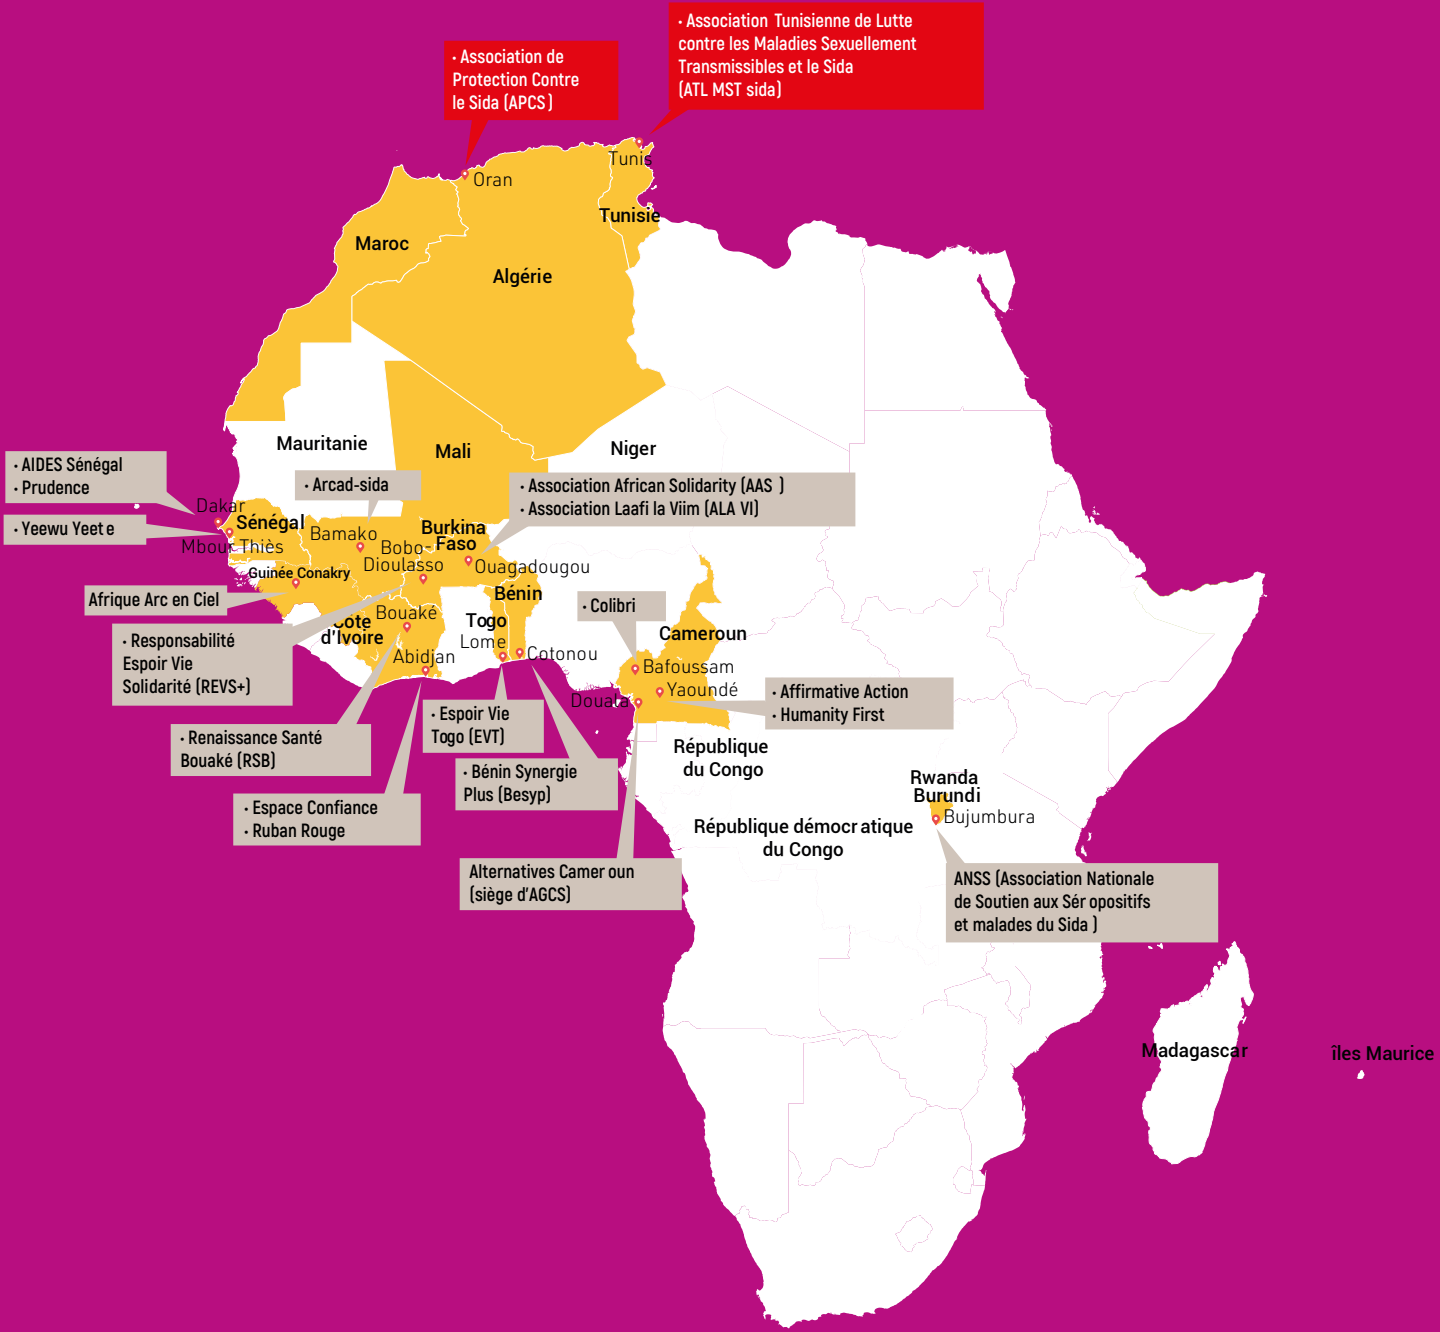 · Association Tunisienne de Lutte
contre les Maladies Sexuellement
Transmissibles et le Sida
(ATL MST sida)
· Association de
Protection Contre
le Sida (APCS)
Tunis
Oran
Tunisie
Maroc
Algérie
Mauritanie
Mali
Niger
· AIDES Sénégal
· Prudence
· Arcad-sida
· Association African Solidarity (AAS )
· Association Laafi la Viim (ALA VI)
Dakar
· Yeewu Yeet e
Sénégal
Mbour Thiès
Bamako
Burkina
Faso
Bobo-
Dioulasso
Ouagadougou
Guinée Conakry
Afrique Arc en Ciel
Bénin
· Colibri
Bouaké
Côte
d'Ivoire
Togo
Lome
Cameroun
· Responsabilité
Espoir Vie
Solidarité (REVS+)
Abidjan
Cotonou
Bafoussam
Yaoundé
Douala
· Affirmative Action
· Humanity First
· Espoir Vie
Togo (EVT)
· Renaissance Santé
Bouaké (RSB)
République
du Congo
· Bénin Synergie
Plus (Besyp)
Rwanda
Burundi
Bujumbura
· Espace Confiance
· Ruban Rouge
République démocr atique
du Congo
Alternatives Camer oun
(siège d'AGCS)
ANSS (Association Nationale
de Soutien aux Sér opositifs
et malades du Sida )
Madagascar
îles Maurice